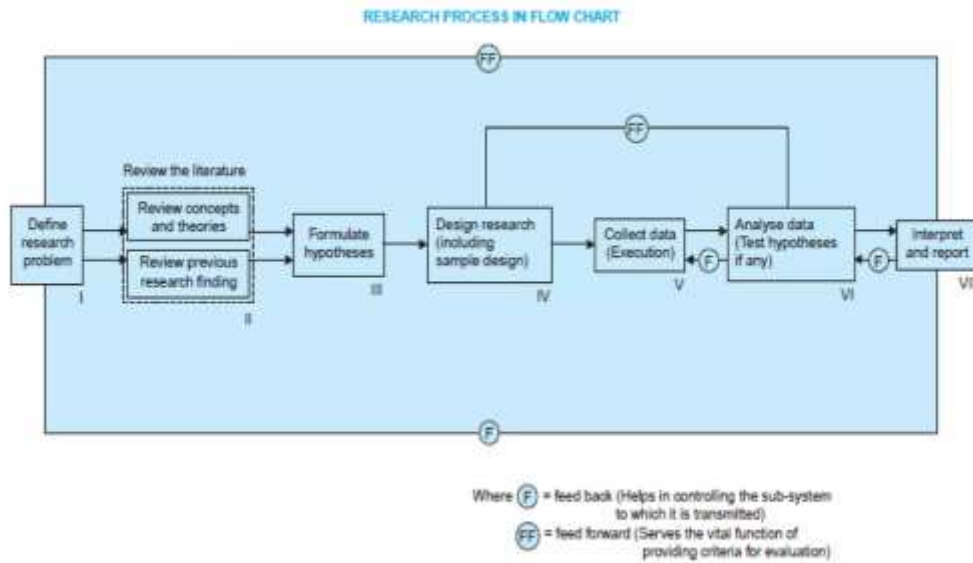 RESEARCH PROCESS IN FLOW CHART
FF
FF
Review the literature
Define
research
problem
I
Review concepts
and theories
Review previous
research finding
II
Formulate
hypotheses
III
Design research
(including
sample design)
IV
Collect data
(Execution)
V
F
Analyse data
(Test hypotheses
if any)
VI
F
Interpret
and report
VII
F
Where F = feed back (Helps in controlling the sub-system
to which it is transmitted)
FF = feed forward (Serves the vital function of
providing criteria for evaluation)